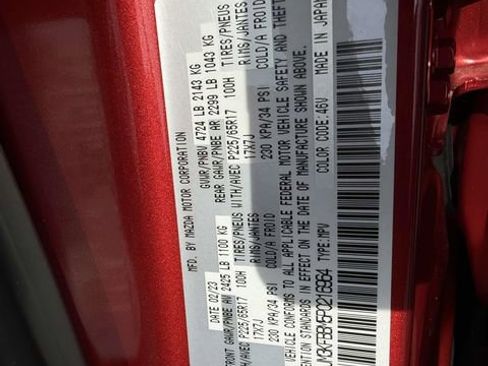 MFD. BY MAZDA MOTOR CORPORATION
DATE 02/23 GVWR/PNBV 4724 LB 2143 KG
FRONT GAWR/PNBE AV 2425 LB 1100 KG REAR GAWR/PNBE AR 2299 LB 1043 KG
TIRES/PNEUS WITH/AVEC P225/65R17 100H TIRES/PNEUS WITH/AVEC P225/65R17 100H
RIMS/JANTES 17X7J RIMS/JANTES 17X7J
COLD/A FROID 230 KPA/34 PSI COLD/A FROID 230 KPA/34 PSI
VEHICLE CONFORMS TO ALL APPLICABLE FEDERAL MOTOR VEHICLE SAFETY AND THEFT
PREVENTION STANDARDS IN EFFECT ON THE DATE OF MANUFACTURE SHOWN ABOVE.
TYPE:MPV COLOR CODE:46V MADE IN JAPAN